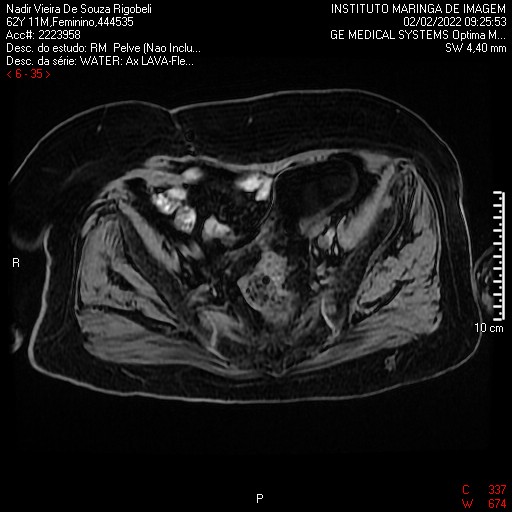 Nadir Vieira De Souza Rigobeli
62Y 11M,Feminino,444535
Acc#: 2223958
Desc. do estudo: RM Pelve (Nao Inclu...
Desc. da série: WATER: Ax LAVA-Fle...
< 6 - 35 >
INSTITUTO MARINGA DE IMAGEM
02/02/2022 09:25:53
GE MEDICAL SYSTEMS Optima M...
SW 4,40 mm
R
10 cm
P
C 337
W 674